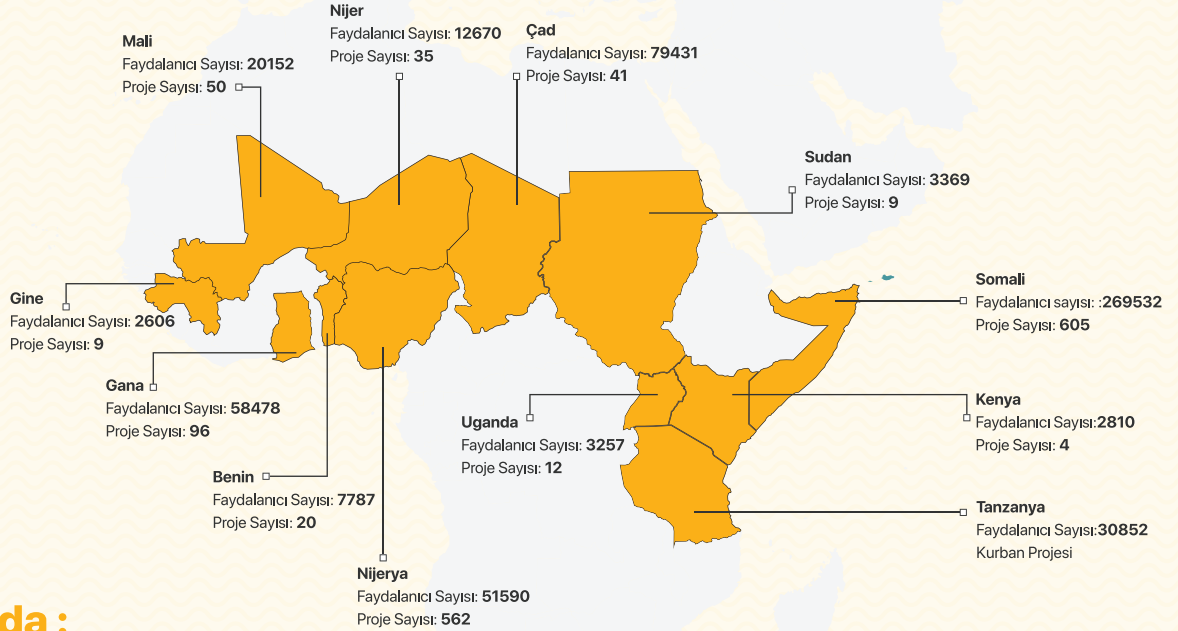 Nijer
Faydalanıcı Sayısı: 12670
Proje Sayısı: 35
Çad
Faydalanıcı Sayısı: 79431
Proje Sayısı: 41
Mali
Faydalanıcı Sayısı: 20152
Proje Sayısı: 50
Sudan
Faydalanıcı Sayısı: 3369
Proje Sayısı: 9
Somali
Faydalanıcı sayısı: :269532
Proje Sayısı: 605
Gine
Faydalanıcı Sayısı: 2606
Proje Sayısı: 9
Gana
Faydalanıcı Sayısı: 58478
Proje Sayısı: 96
Uganda
Faydalanıcı Sayısı: 3257
Proje Sayısı: 12
Kenya
Faydalanıcı Sayısı:2810
Proje Sayısı: 4
Benin
Faydalanıcı Sayısı: 7787
Proje Sayısı: 20
Tanzanya
Faydalanıcı Sayısı:30852
Kurban Projesi
Nijerya
Faydalanıcı Sayısı: 51590
Proje Sayısı: 562
da :